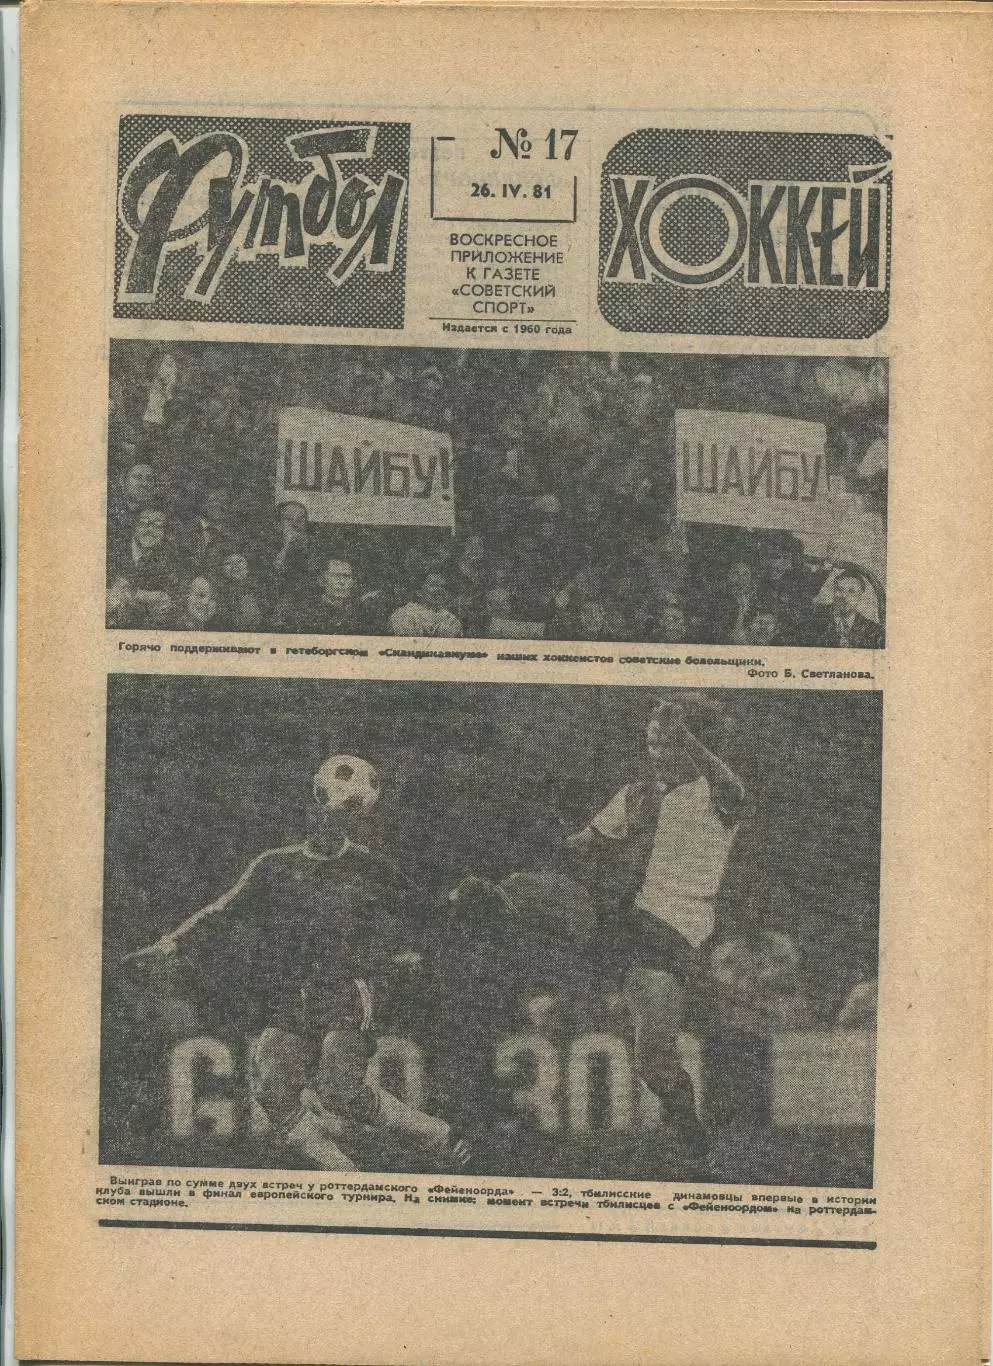 Футбол
№ 17
26. IV. 81
ВОСКРЕСНОЕ
ПРИЛОЖЕНИЕ
К ГАЗЕТЕ
«СОВЕТСКИЙ
СПОРТ»
Издается с 1960 года
ХОККЕЙ
ШАЙБУ!
ШАЙБУ
Горячо поддерживают в гетеборгском «Скандинавиуме» наших хоккеистов советские болельщики.
Фото Б. Светланова.
Выиграв по сумме двух встреч у роттердамского «Фейеноорда» — 3:2, тбилисские динамовцы впервые в истории
клуба вышли в финал европейского турнира. На снимке: момент встречи тбилисцев с «Фейеноордом» на роттердам-
ском стадионе.